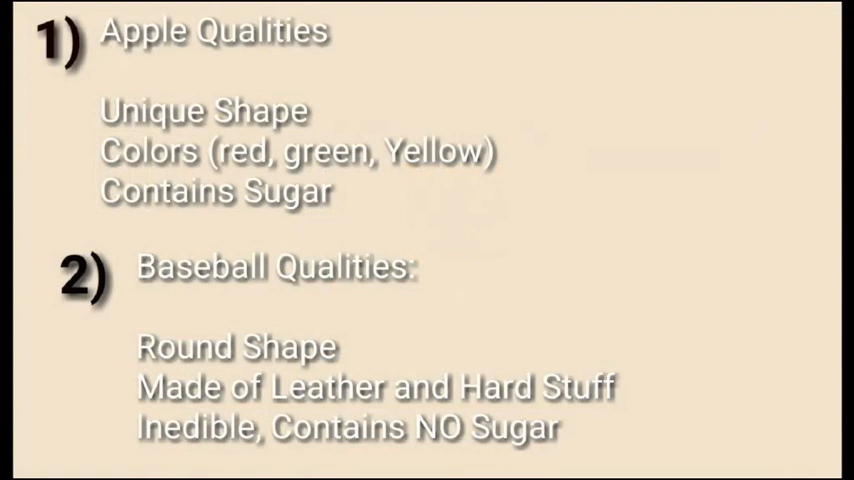 1) Apple Qualities
Unique Shape
Colors (red, green, Yellow)
Contains Sugar
2) Baseball Qualities:
Round Shape
Made of Leather and Hard Stuff
Inedible, Contains NO Sugar